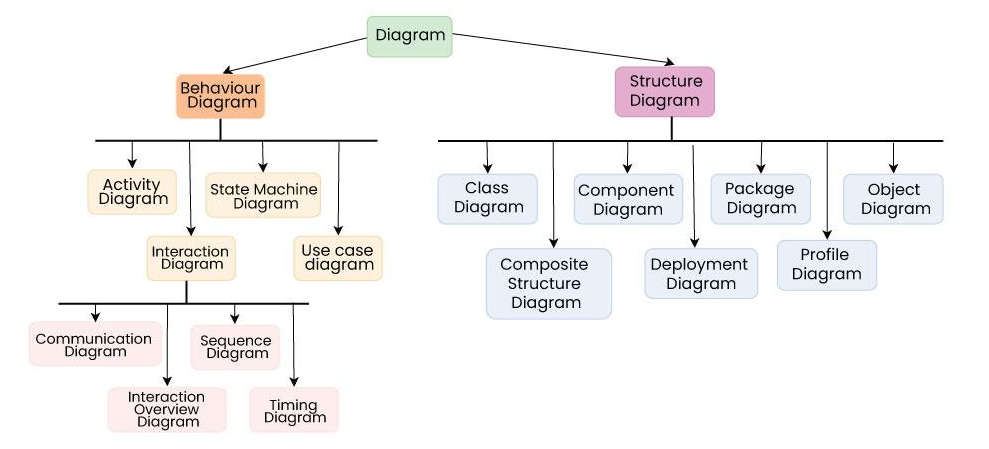 Diagram
Behaviour
Diagram
Structure
Diagram
Activity
Diagram
State Machine
Diagram
Interaction
Diagram
Use case
diagram
Communication
Diagram
Sequence
Diagram
Interaction
Overview
Diagram
Timing
Diagram
Class
Diagram
Component
Diagram
Package
Diagram
Object
Diagram
Composite
Structure
Diagram
Deployment
Diagram
Profile
Diagram